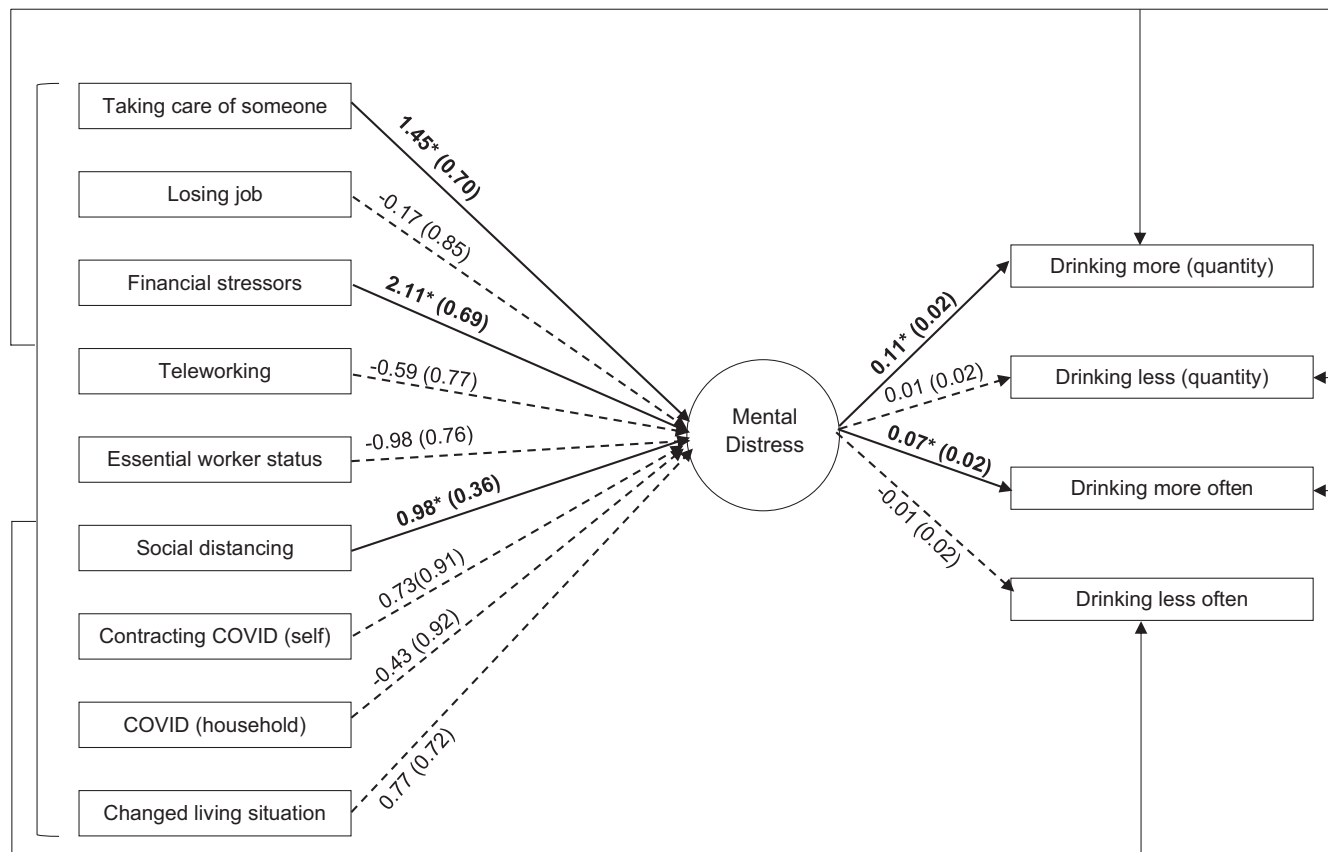 Taking care of someone
Losing job
Financial stressors
Teleworking
Essential worker status
Social distancing
Contracting COVID (self)
COVID (household)
Changed living situation
1.45* (0.70)
-0.17 (0.85)
2.11* (0.69)
-0.59 (0.77)
-0.98 (0.76)
0.98* (0.36)
0.73(0.91)
-0.43 (0.92)
0.77 (0.72)
Mental
Distress
0.11* (0.02)
0.01 (0.02)
0.07* (0.02)
-0.01 (0.02)
Drinking more (quantity)
Drinking less (quantity)
Drinking more often
Drinking less often